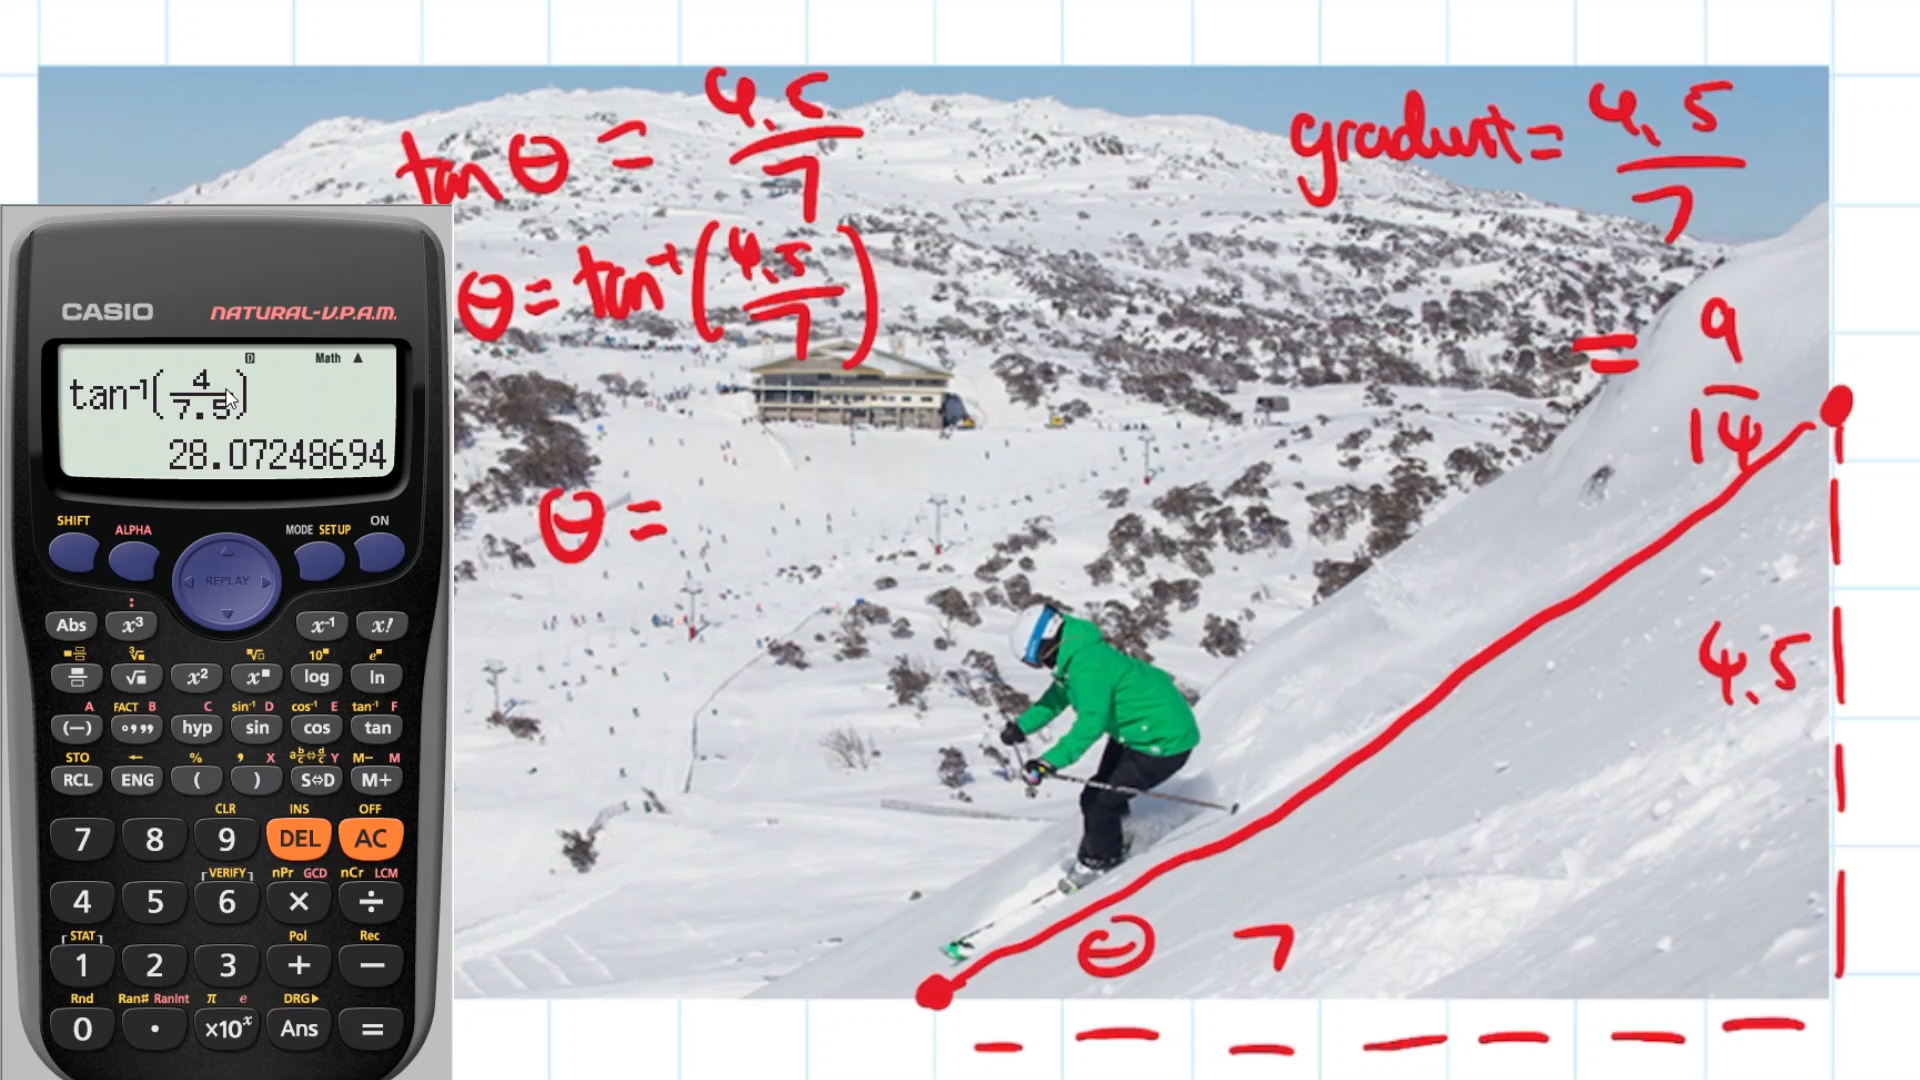 tan θ = 4.5/7
θ = tan⁻¹(4.5/7)
θ =
gradient = 4.5/7
= 9/14
4.5
θ 7
CASIO NATURAL-V.P.A.M.
D Math ▲
tan⁻¹(4/7.5)
28.07248694
SHIFT ALPHA MODE SETUP ON
REPLAY
:
Abs x³ x⁻¹ x!
■▭/▭ ³√▭ ▭√▭ 10▭ e▭
▭/▭ √▭ x² x▭ log ln
A FACT B C sin⁻¹ D cos⁻¹ E tan⁻¹ F
(−) ° ’ ’’ hyp sin cos tan
STO ← % , X a b/c⇔d/c Y M− M
RCL ENG ( ) S⇔D M+
CLR INS OFF
7 8 9 DEL AC
VERIFY nPr GCD nCr LCM
4 5 6 × ÷
STAT Pol Rec
1 2 3 + −
Rnd Ran# RanInt π e DRG▶
0 . ×10ˣ Ans =